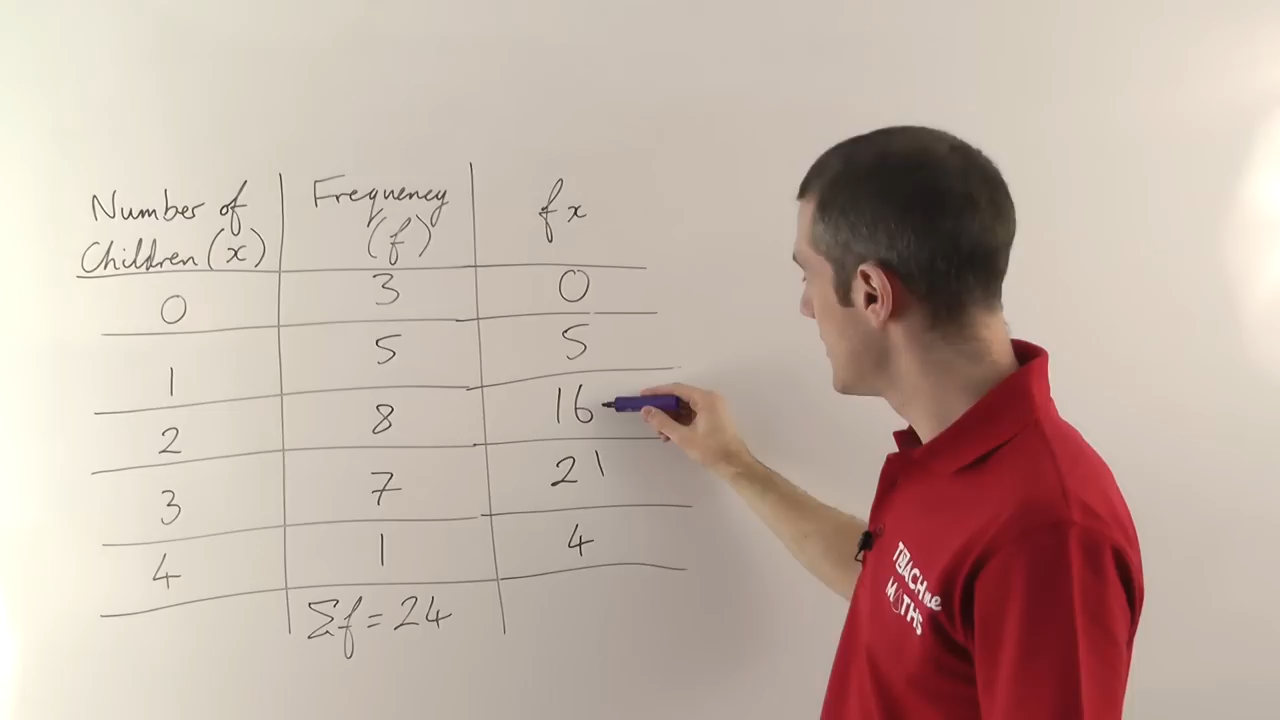 Number of
Children (x)
Frequency
(f)
fx
0 3 0
1 5 5
2 8 16
3 7 21
4 1 4
Σf = 24
TEACH me
MATHS